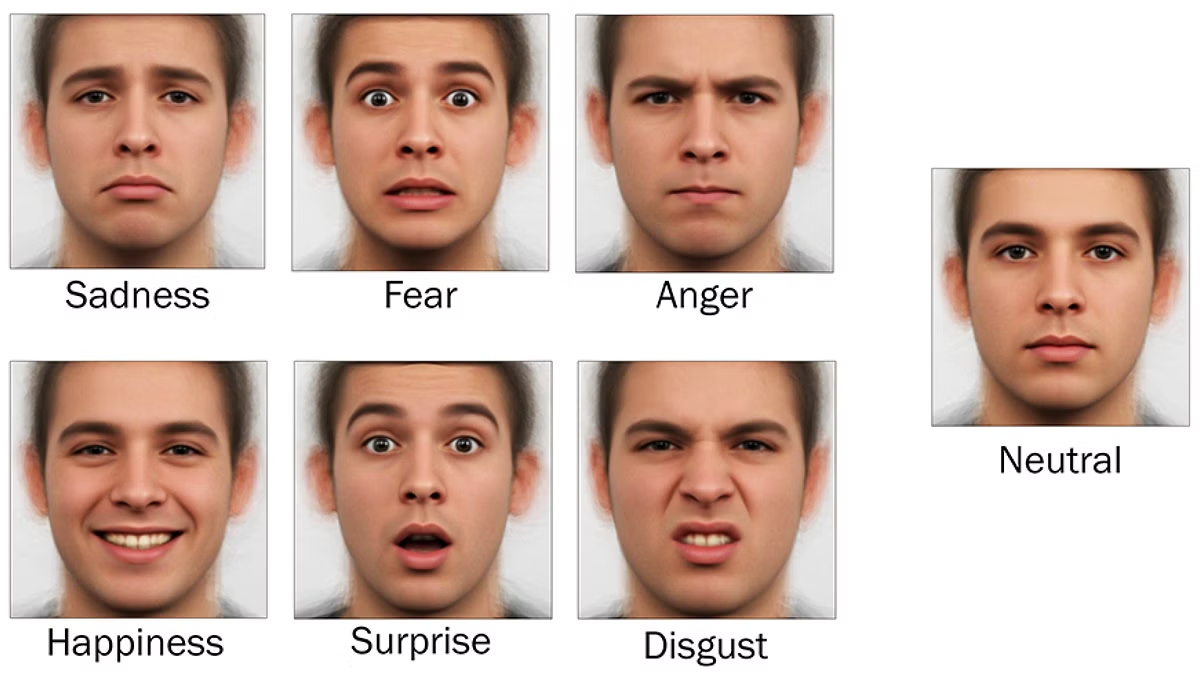 Sadness
Fear
Anger
Neutral
Happiness
Surprise
Disgust